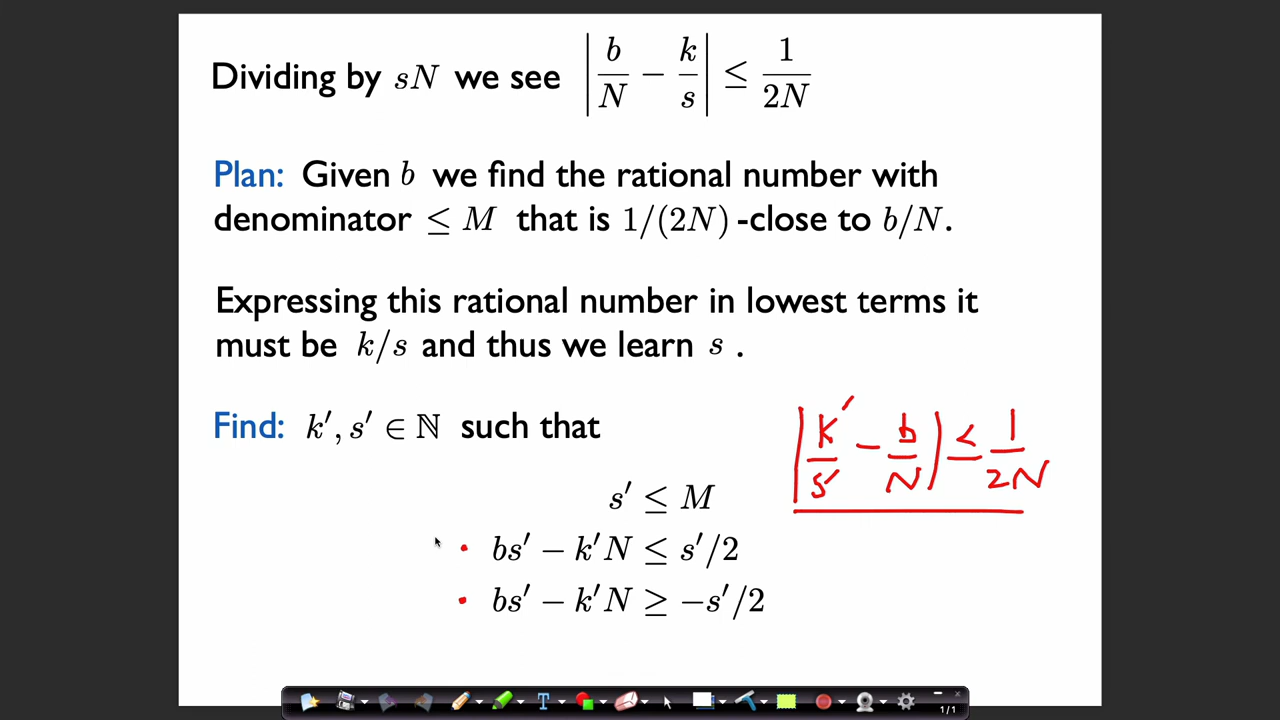 Dividing by sN we see | b/N − k/s | ≤ 1/2N
Plan: Given b we find the rational number with
denominator ≤ M that is 1/(2N) -close to b/N.
Expressing this rational number in lowest terms it
must be k/s and thus we learn s .
Find: k′, s′ ∈ ℕ such that
| k′/s′ − b/N | ≤ 1/2N
s′ ≤ M
• bs′ − k′N ≤ s′/2
• bs′ − k′N ≥ −s′/2
T
1/1